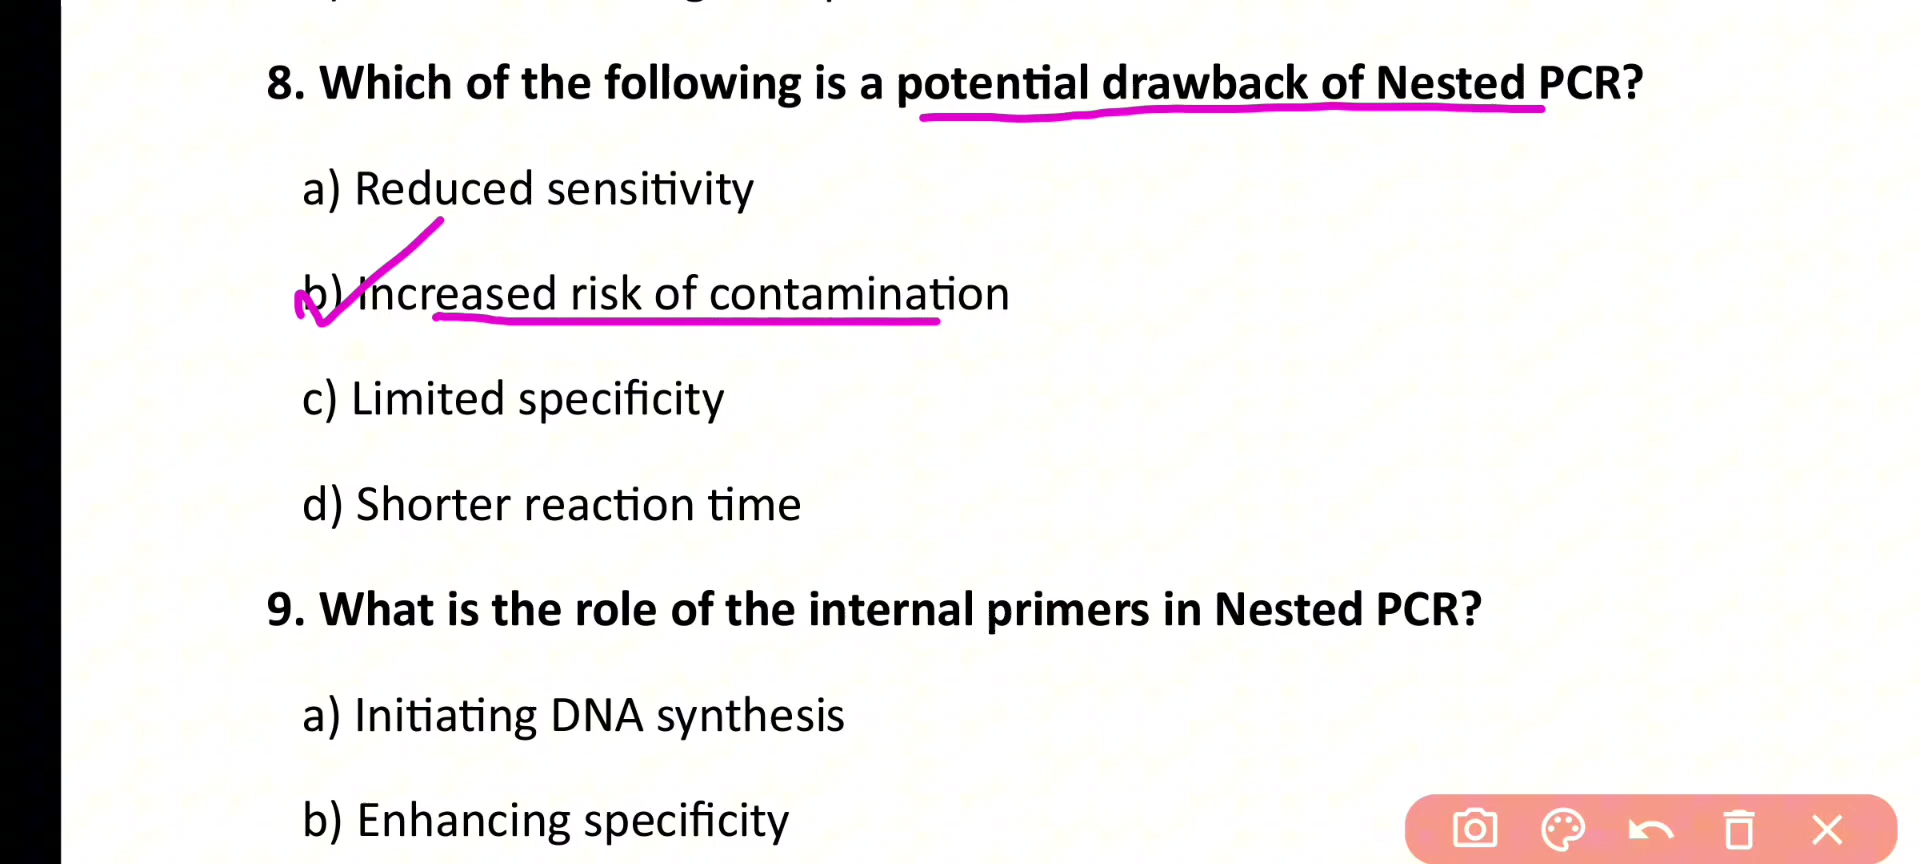 8. Which of the following is a potential drawback of Nested PCR?
a) Reduced sensitivity
b) Increased risk of contamination
c) Limited specificity
d) Shorter reaction time
9. What is the role of the internal primers in Nested PCR?
a) Initiating DNA synthesis
b) Enhancing specificity